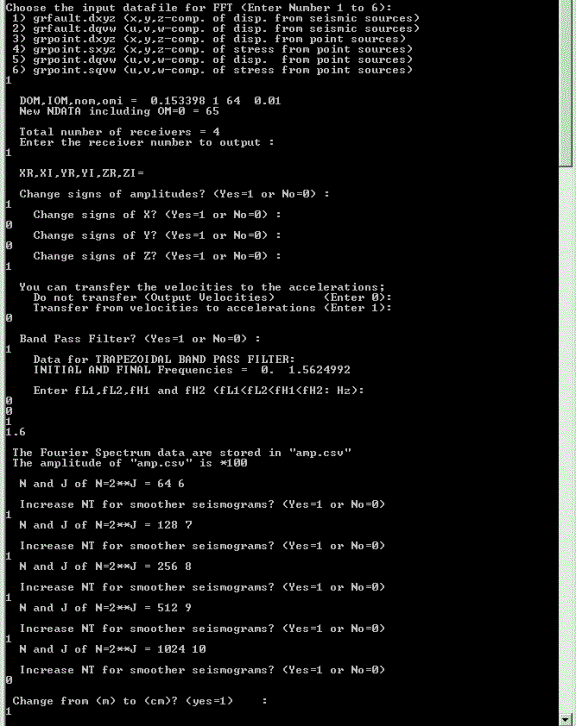 Choose the input datafile for FFT (Enter Number 1 to 6):
1) grfault.dxyz (x,y,z-comp. of disp. from seismic sources)
2) grfault.dqvw (u,v,w-comp. of disp. from seismic sources)
3) grpoint.dxyz (x,y,z-comp. of disp. from point sources)
4) grpoint.sxyz (x,y,z-comp. of stress from point sources)
5) grpoint.dqvw (u,v,w-comp. of disp.  from point sources)
6) grpoint.sqvw (u,v,w-comp. of stress from point sources)
1
DOM,IOM,nom,omi =  0.153398 1 64  0.01
New NDATA including OM=0 = 65
Total number of receivers = 4
Enter the receiver number to output :
1
XR,XI,YR,YI,ZR,ZI=
Change signs of amplitudes? (Yes=1 or No=0) :
1
Change signs of X? (Yes=1 or No=0) :
0
Change signs of Y? (Yes=1 or No=0) :
0
Change signs of Z? (Yes=1 or No=0) :
1
You can transfer the velocities to the accelerations;
Do not transfer (Output Velocities)       (Enter 0):
Transfer from velocities to accelerations (Enter 1):
0
Band Pass Filter? (Yes=1 or No=0) :
1
Data for TRAPEZOIDAL BAND PASS FILTER:
INITIAL AND FINAL Frequencies =  0.  1.5624992
Enter fL1,fL2,fH1 and fH2 (fL1<fL2<fH1<fH2: Hz):
0
0
1
1.6
The Fourier Spectrum data are stored in "amp.csv"
The amplitude of "amp.csv" is *100
N and J of N=2**J = 64 6
Increase NT for smoother seismograms? (Yes=1 or No=0)
1
N and J of N=2**J = 128 7
Increase NT for smoother seismograms? (Yes=1 or No=0)
1
N and J of N=2**J = 256 8
Increase NT for smoother seismograms? (Yes=1 or No=0)
1
N and J of N=2**J = 512 9
Increase NT for smoother seismograms? (Yes=1 or No=0)
1
N and J of N=2**J = 1024 10
Increase NT for smoother seismograms? (Yes=1 or No=0)
0
Change from (m) to (cm)? (yes=1)    :
1